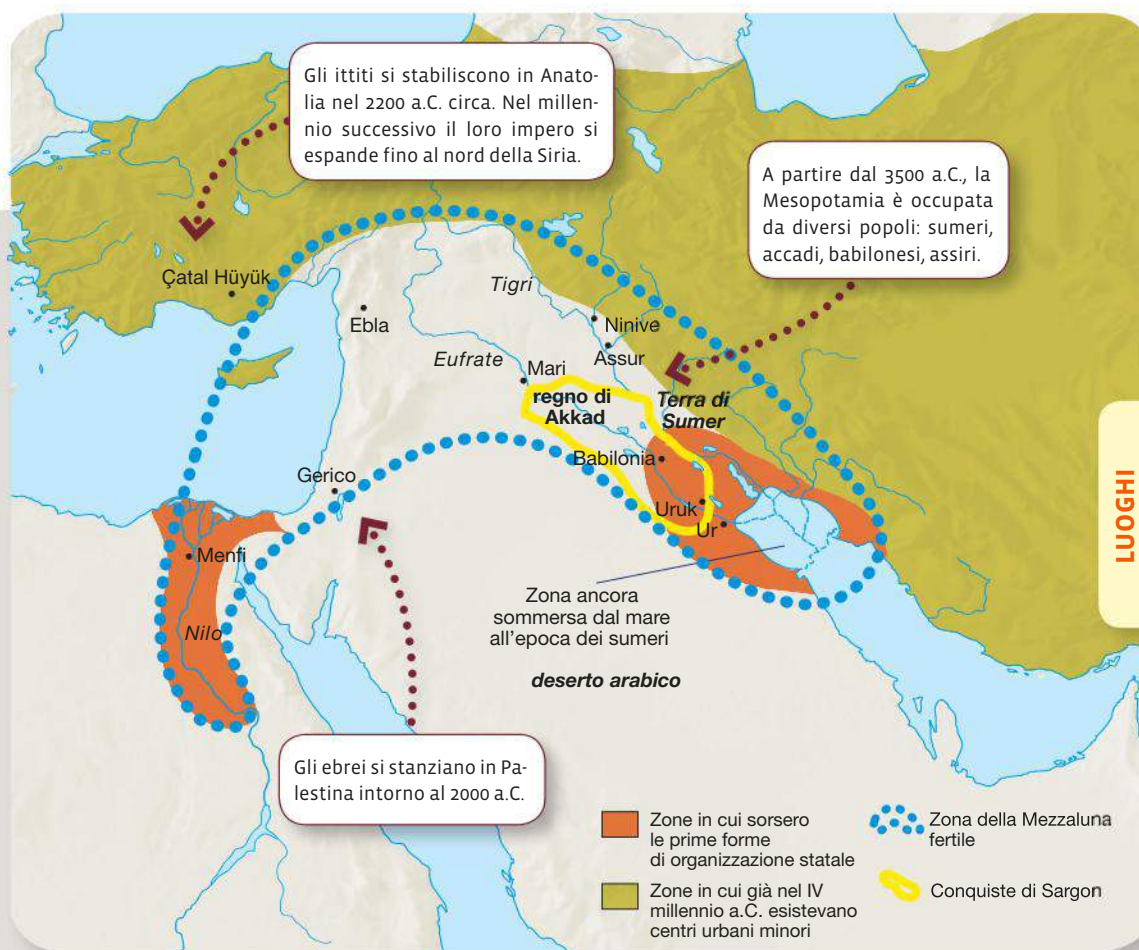 Gli ittiti si stabiliscono in Anato-
lia nel 2200 a.C. circa. Nel millen-
nio successivo il loro impero si
espande fino al nord della Siria.
A partire dal 3500 a.C., la
Mesopotamia è occupata
da diversi popoli: sumeri,
accadi, babilonesi, assiri.
Çatal Hüyük
Tigri
Ebla
Ninive
Eufrate
Assur
Mari
regno di
Akkad
Terra di
Sumer
Babilonia
Gerico
Uruk
Ur
Menfi
Nilo
Zona ancora
sommersa dal mare
all'epoca dei sumeri
deserto arabico
LUOGHI
Gli ebrei si stanziano in Pa-
lestina intorno al 2000 a.C.
Zone in cui sorsero
le prime forme
di organizzazione statale
Zone in cui già nel IV
millennio a.C. esistevano
centri urbani minori
Zona della Mezzaluna
fertile
Conquiste di Sargon